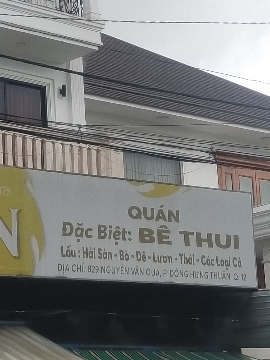 N
QUÁN
Đặc Biệt: BÊ THUI
Lẩu : Hải Sản - Bò - Dê - Lươn - Thái - Các Loại Cá
ĐỊA CHỈ: 829 NGUYỄN VĂN QUÁ, P. ĐÔNG HƯNG THUẬN, Q. 12